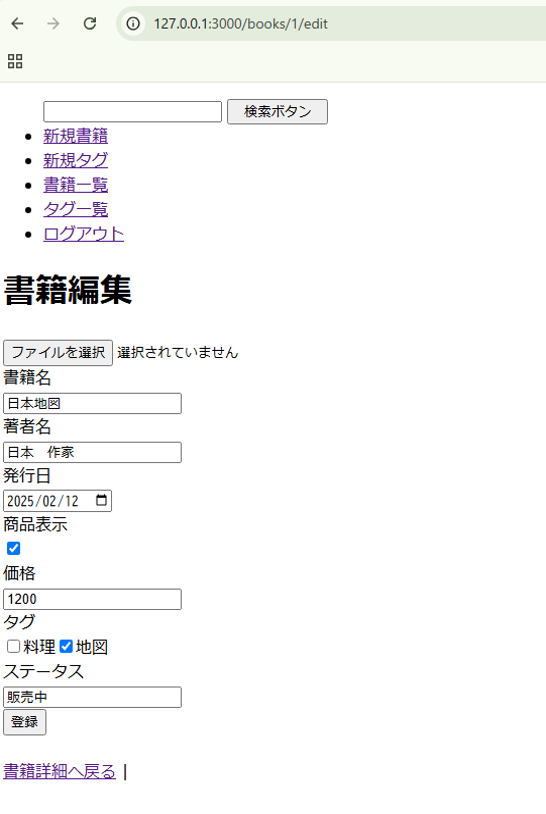 127.0.0.1:3000/books/1/edit
検索ボタン
新規書籍
新規タグ
書籍一覧
タグ一覧
ログアウト
書籍編集
ファイルを選択 選択されていません
書籍名
日本地図
著者名
日本　作家
発行日
2025/02/12
商品表示
価格
1200
タグ
料理 地図
ステータス
販売中
登録
書籍詳細へ戻る |